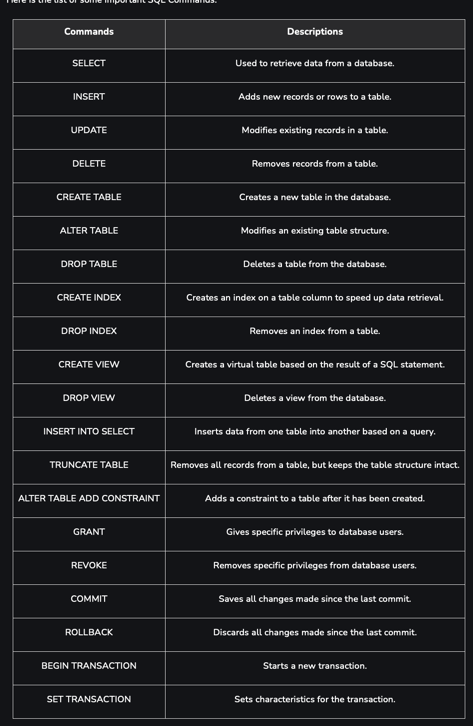 Here is the list of some important SQL Commands:
Commands Descriptions
SELECT Used to retrieve data from a database.
INSERT Adds new records or rows to a table.
UPDATE Modifies existing records in a table.
DELETE Removes records from a table.
CREATE TABLE Creates a new table in the database.
ALTER TABLE Modifies an existing table structure.
DROP TABLE Deletes a table from the database.
CREATE INDEX Creates an index on a table column to speed up data retrieval.
DROP INDEX Removes an index from a table.
CREATE VIEW Creates a virtual table based on the result of a SQL statement.
DROP VIEW Deletes a view from the database.
INSERT INTO SELECT Inserts data from one table into another based on a query.
TRUNCATE TABLE Removes all records from a table, but keeps the table structure intact.
ALTER TABLE ADD CONSTRAINT Adds a constraint to a table after it has been created.
GRANT Gives specific privileges to database users.
REVOKE Removes specific privileges from database users.
COMMIT Saves all changes made since the last commit.
ROLLBACK Discards all changes made since the last commit.
BEGIN TRANSACTION Starts a new transaction.
SET TRANSACTION Sets characteristics for the transaction.